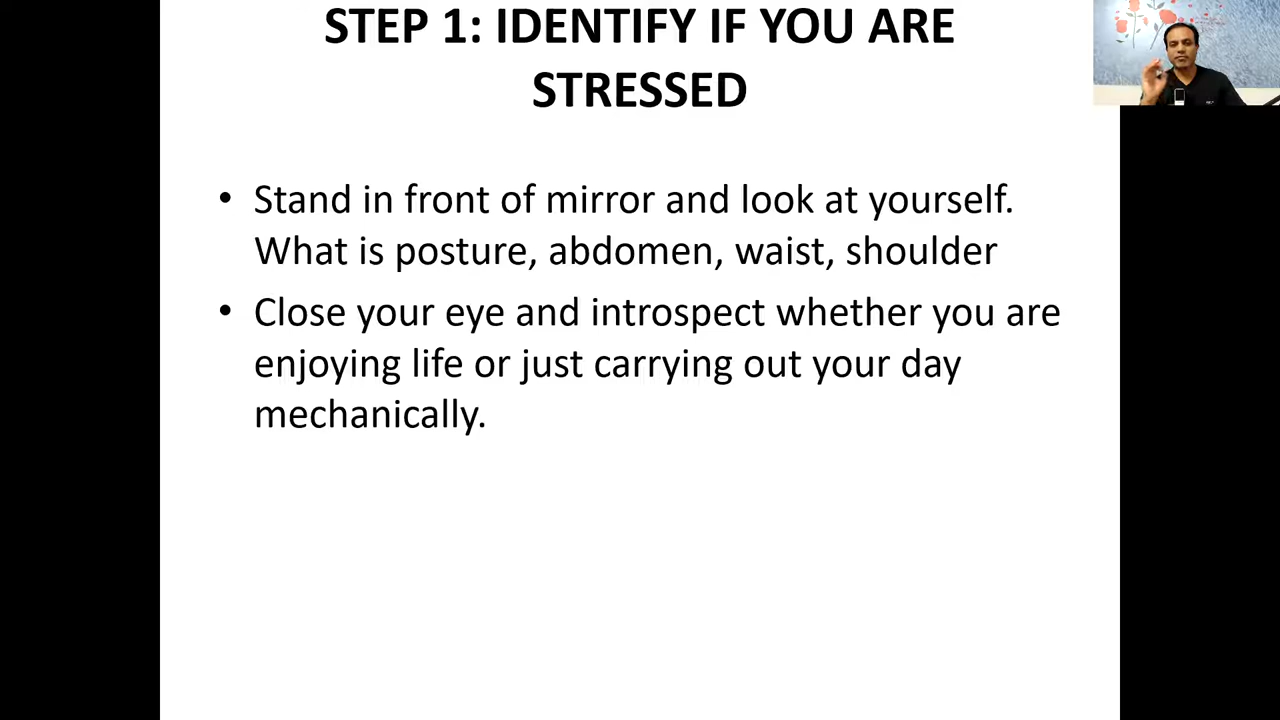 STEP 1: IDENTIFY IF YOU ARE
STRESSED
• Stand in front of mirror and look at yourself.
What is posture, abdomen, waist, shoulder
• Close your eye and introspect whether you are
enjoying life or just carrying out your day
mechanically.